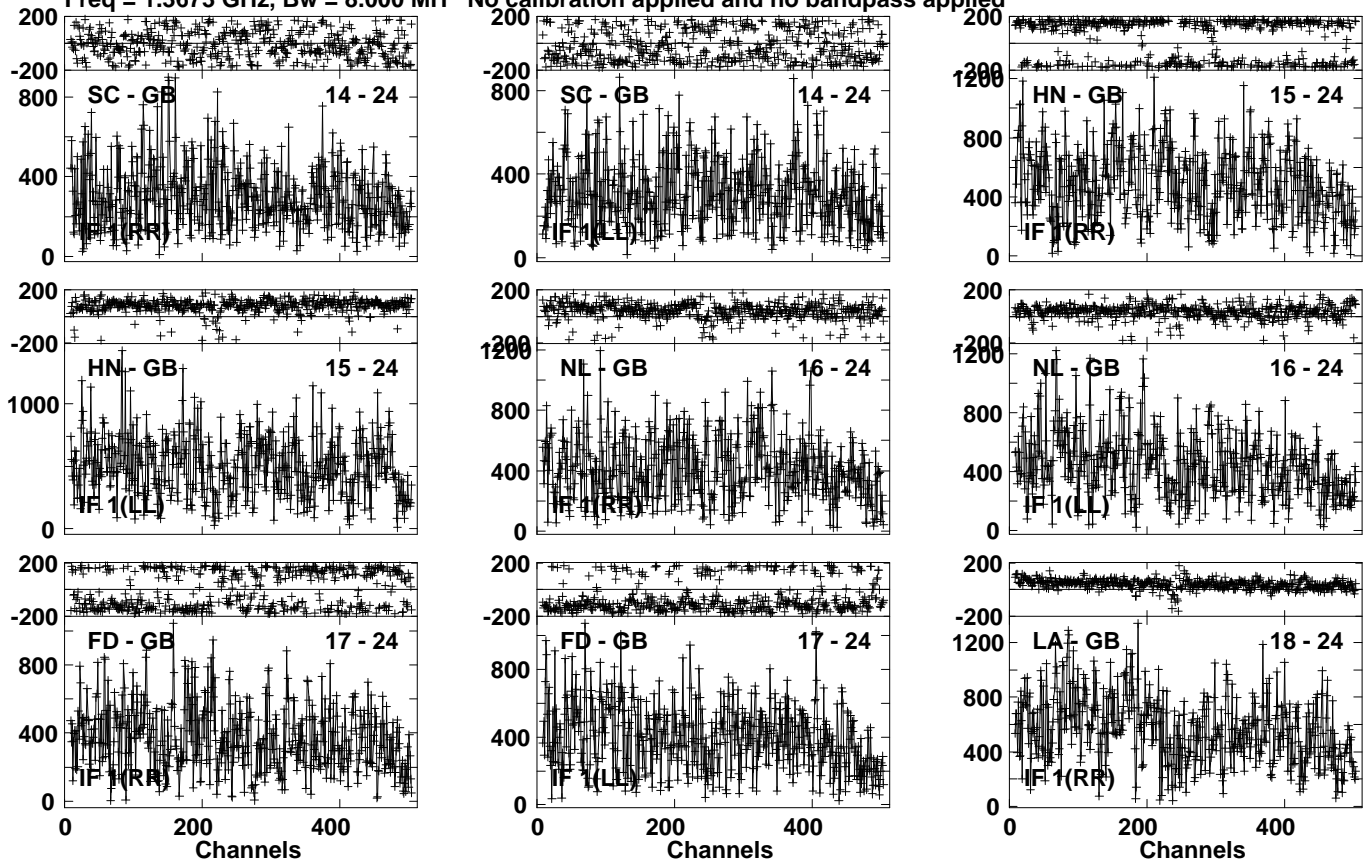 Freq = 1.3675 GHz, Bw = 8.000 MH No calibration applied and no bandpass applied
200 200 200
-200 -200 -200
SC - GB 14 - 24 SC - GB 14 - 24 HN - GB 15 - 24
800 800 1200
400 400 800
0 0 400
0
IF 1(RR) IF 1(LL) IF 1(RR)
200 200 200
-200 -200 -200
HN - GB 15 - 24 NL - GB 16 - 24 NL - GB 16 - 24
1000 1200 1200
0 800 800
400 400
0 0
IF 1(LL) IF 1(RR) IF 1(LL)
200 200 200
-200 -200 -200
FD - GB 17 - 24 FD - GB 17 - 24 LA - GB 18 - 24
800 800 1200
400 400 800
0 0 400
0
IF 1(RR) IF 1(LL) IF 1(RR)
0 200 400 0 200 400 0 200 400
Channels Channels Channels